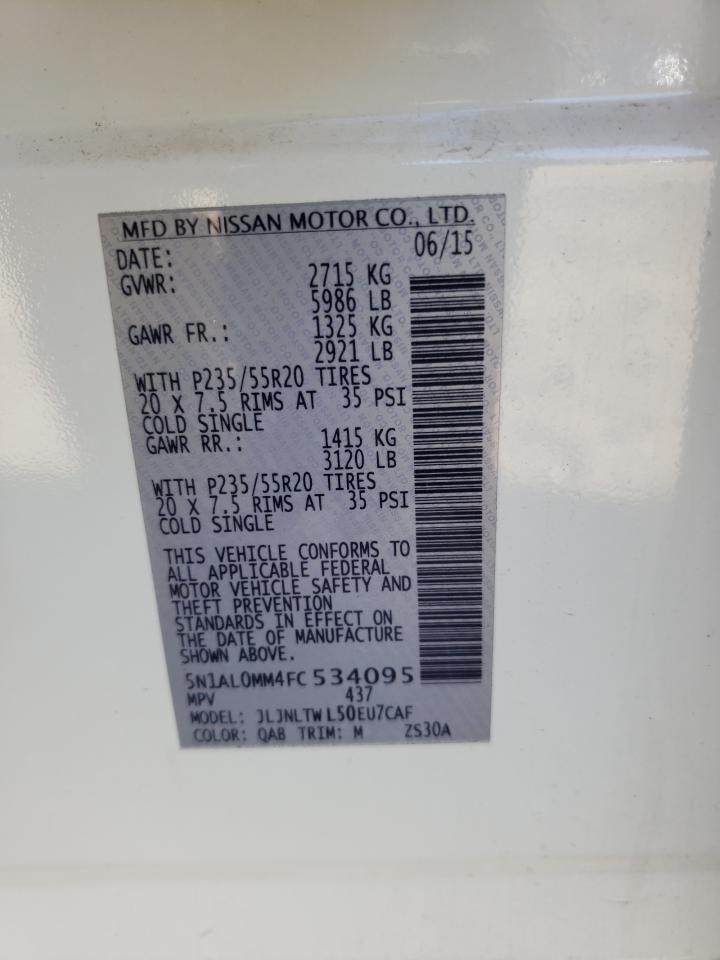 MFD BY NISSAN MOTOR CO., LTD.
DATE: 06/15
GVWR: 2715 KG
5986 LB
GAWR FR.: 1325 KG
2921 LB
WITH P235/55R20 TIRES
20 X 7.5 RIMS AT 35 PSI
COLD SINGLE
GAWR RR.: 1415 KG
3120 LB
WITH P235/55R20 TIRES
20 X 7.5 RIMS AT 35 PSI
COLD SINGLE
THIS VEHICLE CONFORMS TO
ALL APPLICABLE FEDERAL
MOTOR VEHICLE SAFETY AND
THEFT PREVENTION
STANDARDS IN EFFECT ON
THE DATE OF MANUFACTURE
SHOWN ABOVE.
5N1AL0MM4FC534095
MPV 437
MODEL: JLJNLTWL50EU7CAF
COLOR: QAB TRIM: M ZS30A